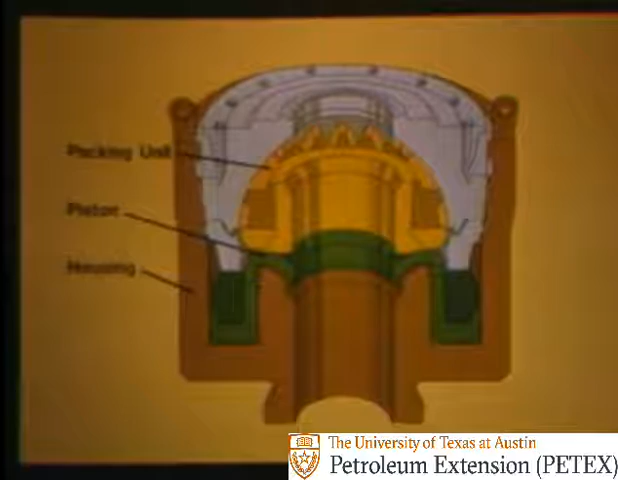 Packing Unit
Piston
Housing
The University of Texas at Austin
Petroleum Extension (PETEX)